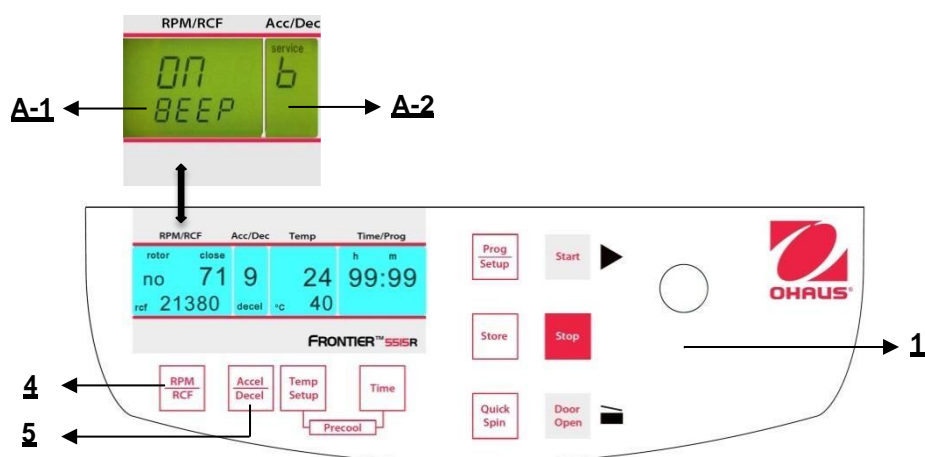 RPM/RCF Acc/Dec
service
ON b
BEEP
A-1 A-2
RPM/RCF Acc/Dec Temp Time/Prog
rotor close h m
no 71 9 24 99:99
rcf 21380 decel °C 40
FRONTIER™ 5515R
RPM
RCF
Accel
Decel
Temp
Setup
Time
Precool
Prog
Setup
Start
Store
Stop
Quick
Spin
Door
Open
OHAUS®
1
4
5